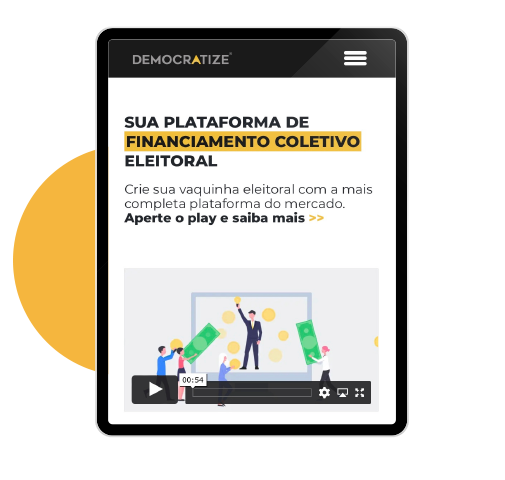 DEMOCRATIZE
SUA PLATAFORMA DE
FINANCIAMENTO COLETIVO
ELEITORAL
Crie sua vaquinha eleitoral com a mais
completa plataforma do mercado.
Aperte o play e saiba mais >>
00:54